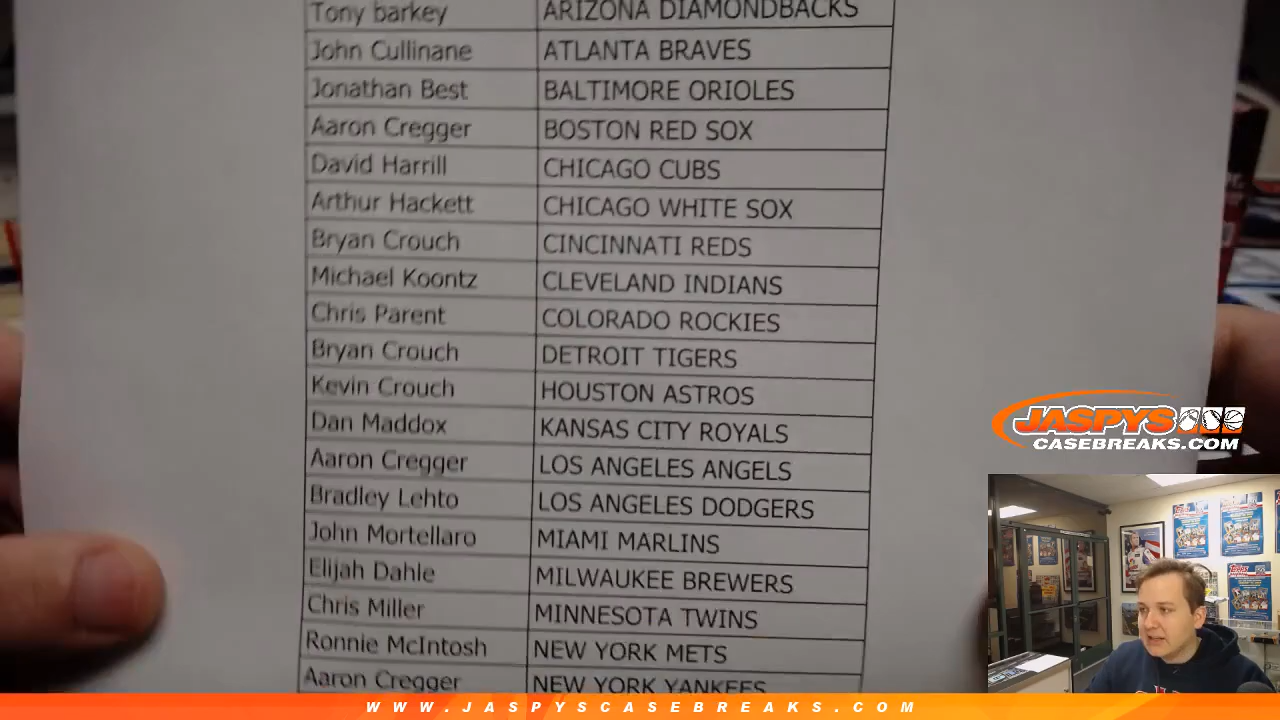 Tony barkey ARIZONA DIAMONDBACKS
John Cullinane ATLANTA BRAVES
Jonathan Best BALTIMORE ORIOLES
Aaron Cregger BOSTON RED SOX
David Harrill CHICAGO CUBS
Arthur Hackett CHICAGO WHITE SOX
Bryan Crouch CINCINNATI REDS
Michael Koontz CLEVELAND INDIANS
Chris Parent COLORADO ROCKIES
Bryan Crouch DETROIT TIGERS
Kevin Crouch HOUSTON ASTROS
Dan Maddox KANSAS CITY ROYALS
Aaron Cregger LOS ANGELES ANGELS
Bradley Lehto LOS ANGELES DODGERS
John Mortellaro MIAMI MARLINS
Elijah Dahle MILWAUKEE BREWERS
Chris Miller MINNESOTA TWINS
Ronnie McIntosh NEW YORK METS
Aaron Cregger NEW YORK YANKEES
JASPYS
CASEBREAKS.COM
WWW.JASPYSCASEBREAKS.COM